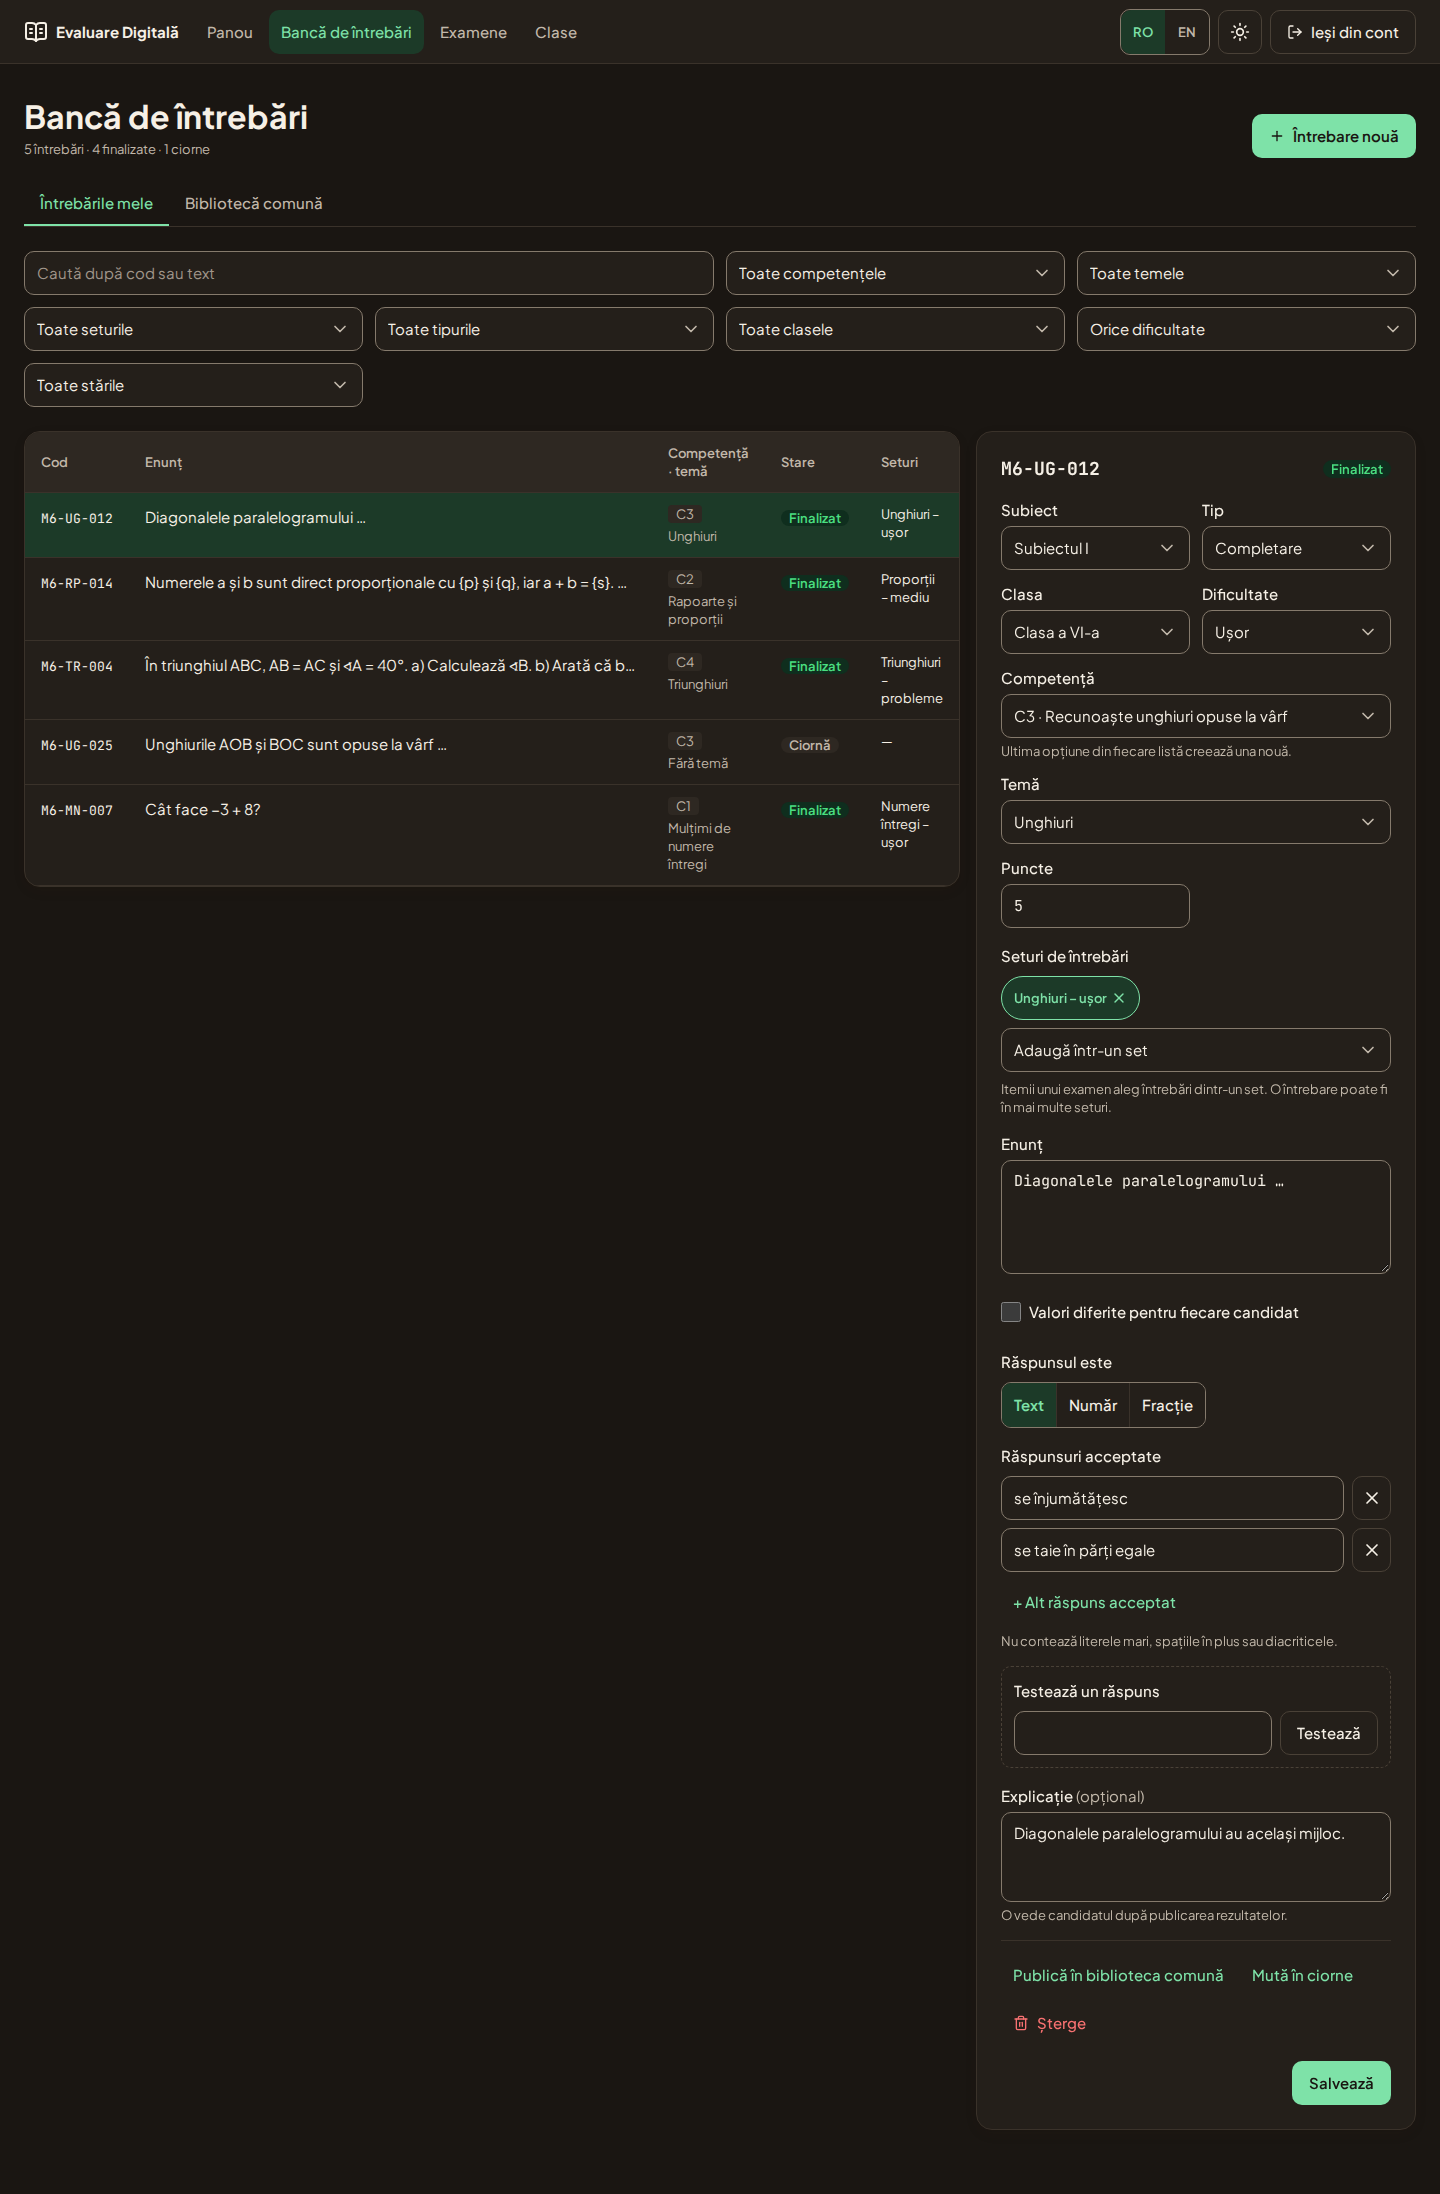 Evaluare Digitală
Panou
Bancă de întrebări
Examene
Clase
RO
EN
Ieși din cont
Bancă de întrebări
5 întrebări · 4 finalizate · 1 ciorne
+ Întrebare nouă
Întrebările mele
Bibliotecă comună
Caută după cod sau text
Toate competențele
Toate temele
Toate seturile
Toate tipurile
Toate clasele
Orice dificultate
Toate stările
Cod
Enunț
Competență
· temă
Stare
Seturi
M6-UG-012
Diagonalele paralelogramului …
C3
Unghiuri
Finalizat
Unghiuri –
ușor
M6-RP-014
Numerele a și b sunt direct proporționale cu {p} și {q}, iar a + b = {s}. …
C2
Rapoarte și
proporții
Finalizat
Proporții
– mediu
M6-TR-004
În triunghiul ABC, AB = AC și ∢A = 40°. a) Calculează ∢B. b) Arată că b…
C4
Triunghiuri
Finalizat
Triunghiuri
–
probleme
M6-UG-025
Unghiurile AOB și BOC sunt opuse la vârf …
C3
Fără temă
Ciornă
—
M6-MN-007
Cât face −3 + 8?
C1
Mulțimi de
numere
întregi
Finalizat
Numere
întregi –
ușor
M6-UG-012
Finalizat
Subiect
Tip
Subiectul I
Completare
Clasa
Dificultate
Clasa a VI-a
Ușor
Competență
C3 · Recunoaște unghiuri opuse la vârf
Ultima opțiune din fiecare listă creează una nouă.
Temă
Unghiuri
Puncte
5
Seturi de întrebări
Unghiuri – ușor
Adaugă într-un set
Itemii unui examen aleg întrebări dintr-un set. O întrebare poate fi
în mai multe seturi.
Enunț
Diagonalele paralelogramului …
Valori diferite pentru fiecare candidat
Răspunsul este
Text
Număr
Fracție
Răspunsuri acceptate
se înjumătățesc
se taie în părți egale
+ Alt răspuns acceptat
Nu contează literele mari, spațiile în plus sau diacriticele.
Testează un răspuns
Testează
Explicație (opțional)
Diagonalele paralelogramului au același mijloc.
O vede candidatul după publicarea rezultatelor.
Publică în biblioteca comună
Mută în ciorne
Șterge
Salvează